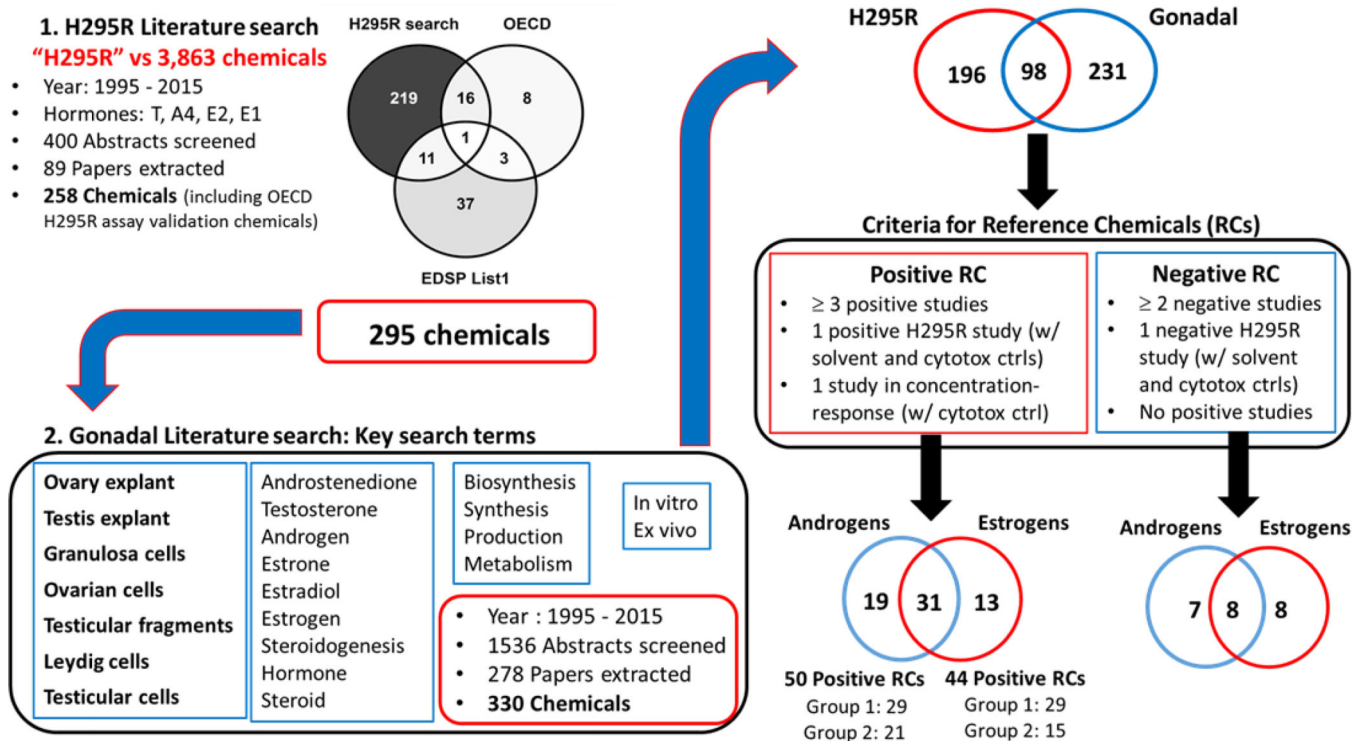 1. H295R Literature search
“H295R” vs 3,863 chemicals
• Year: 1995 - 2015
• Hormones: T, A4, E2, E1
• 400 Abstracts screened
• 89 Papers extracted
• 258 Chemicals (including OECD
H295R assay validation chemicals)
H295R search
OECD
219
16
8
1
11
3
37
EDSP List1
295 chemicals
2. Gonadal Literature search: Key search terms
Ovary explant
Testis explant
Granulosa cells
Ovarian cells
Testicular fragments
Leydig cells
Testicular cells
Androstenedione
Testosterone
Androgen
Estrone
Estradiol
Estrogen
Steroidogenesis
Hormone
Steroid
Biosynthesis
Synthesis
Production
Metabolism
In vitro
Ex vivo
• Year : 1995 - 2015
• 1536 Abstracts screened
• 278 Papers extracted
• 330 Chemicals
H295R
Gonadal
196
98
231
Criteria for Reference Chemicals (RCs)
Positive RC
• ≥ 3 positive studies
• 1 positive H295R study (w/
solvent and cytotox ctrls)
• 1 study in concentration-
response (w/ cytotox ctrl)
Negative RC
• ≥ 2 negative studies
• 1 negative H295R
study (w/ solvent
and cytotox ctrls)
• No positive studies
Androgens
Estrogens
19
31
13
50 Positive RCs
Group 1: 29
Group 2: 21
44 Positive RCs
Group 1: 29
Group 2: 15
Androgens
Estrogens
7
8
8